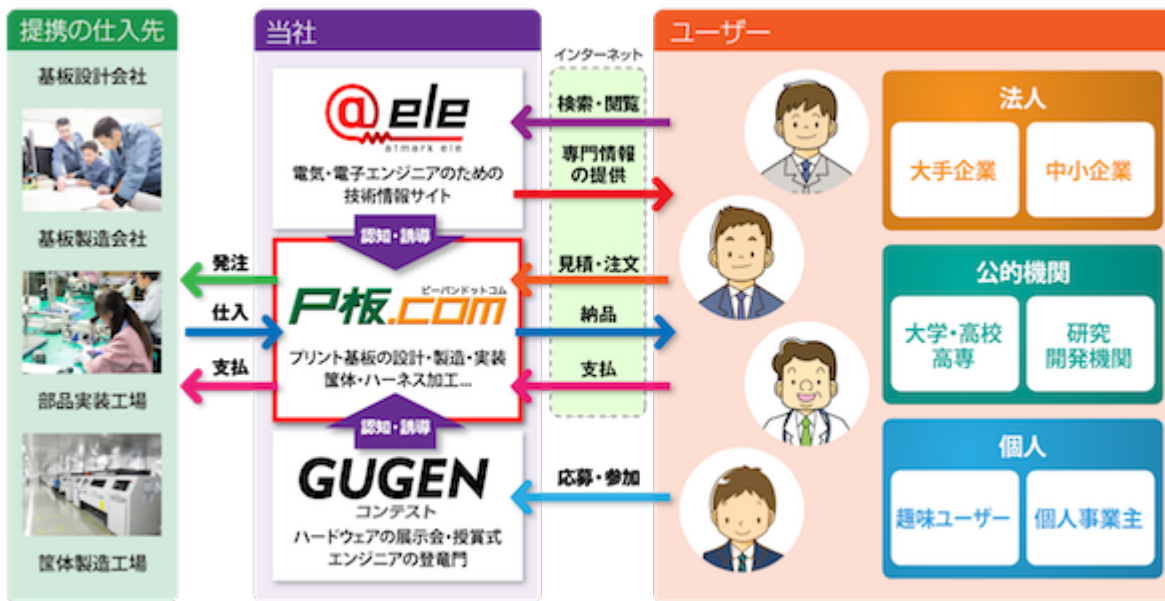 提携の仕入先
基板設計会社
基板製造会社
部品実装工場
筐体製造工場
発注
仕入
支払
当社
@ele
atmark ele
電気・電子エンジニアのための
技術情報サイト
認知・誘導
ピーバンドットコム
P板.com
プリント基板の設計・製造・実装
筐体・ハーネス加工...
認知・誘導
GUGEN
コンテスト
ハードウェアの展示会・授賞式
エンジニアの登竜門
インターネット
検索・閲覧
専門情報
の提供
見積・注文
納品
支払
応募・参加
ユーザー
法人
大手企業
中小企業
公的機関
大学・高校
高専
研究
開発機関
個人
趣味ユーザー
個人事業主